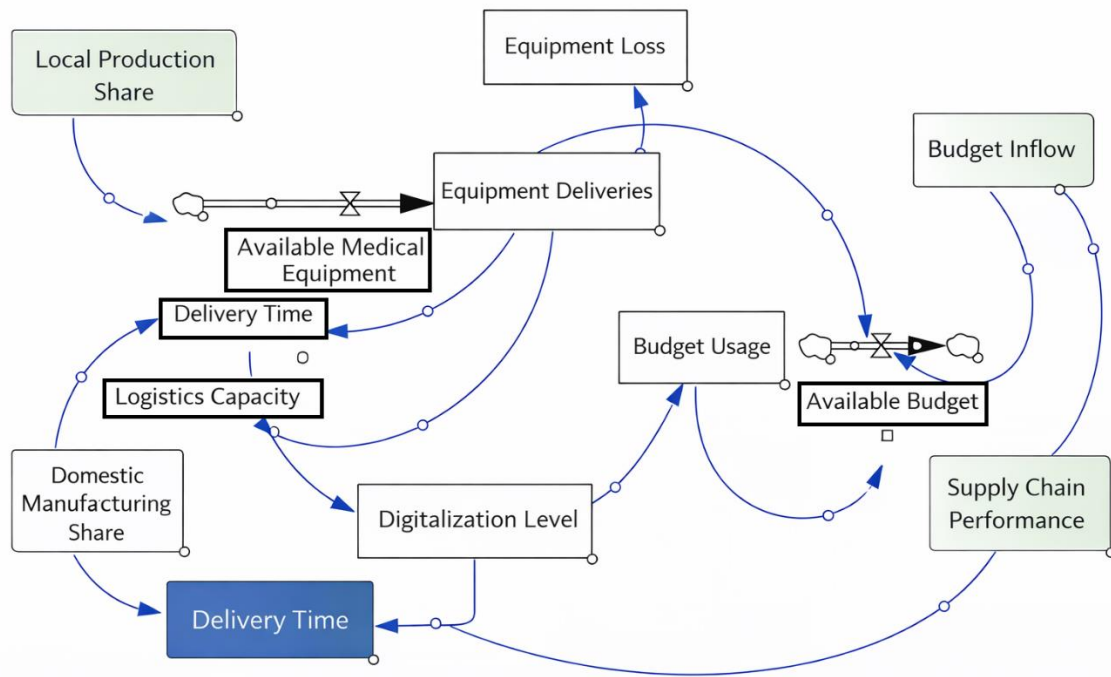 Equipment Loss
Local Production
Share
Budget Inflow
Equipment Deliveries
Available Medical
Equipment
Delivery Time
Budget Usage
Logistics Capacity
Available Budget
Domestic
Manufacturing
Share
Digitalization Level
Supply Chain
Performance
Delivery Time